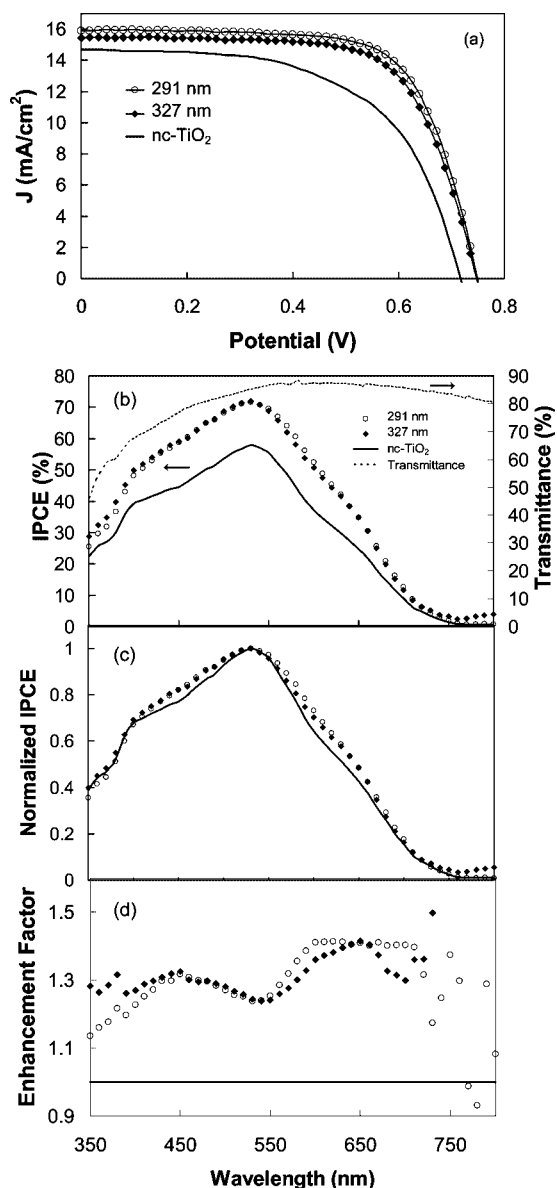 16
14
12
10
8
6
4
2
0
J (mA/cm²)
(a)
291 nm
327 nm
nc-TiO₂
0
0.2
0.4
0.6
0.8
Potential (V)
80
70
60
50
40
30
20
10
0
IPCE (%)
(b)
291 nm
327 nm
nc-TiO₂
Transmittance
90
80
70
60
50
40
30
20
10
0
Transmittance (%)
1
0.8
0.6
0.4
0.2
0
Normalized IPCE
(c)
1.5
1.3
1.1
0.9
Enhancement Factor
(d)
350
450
550
650
750
Wavelength (nm)